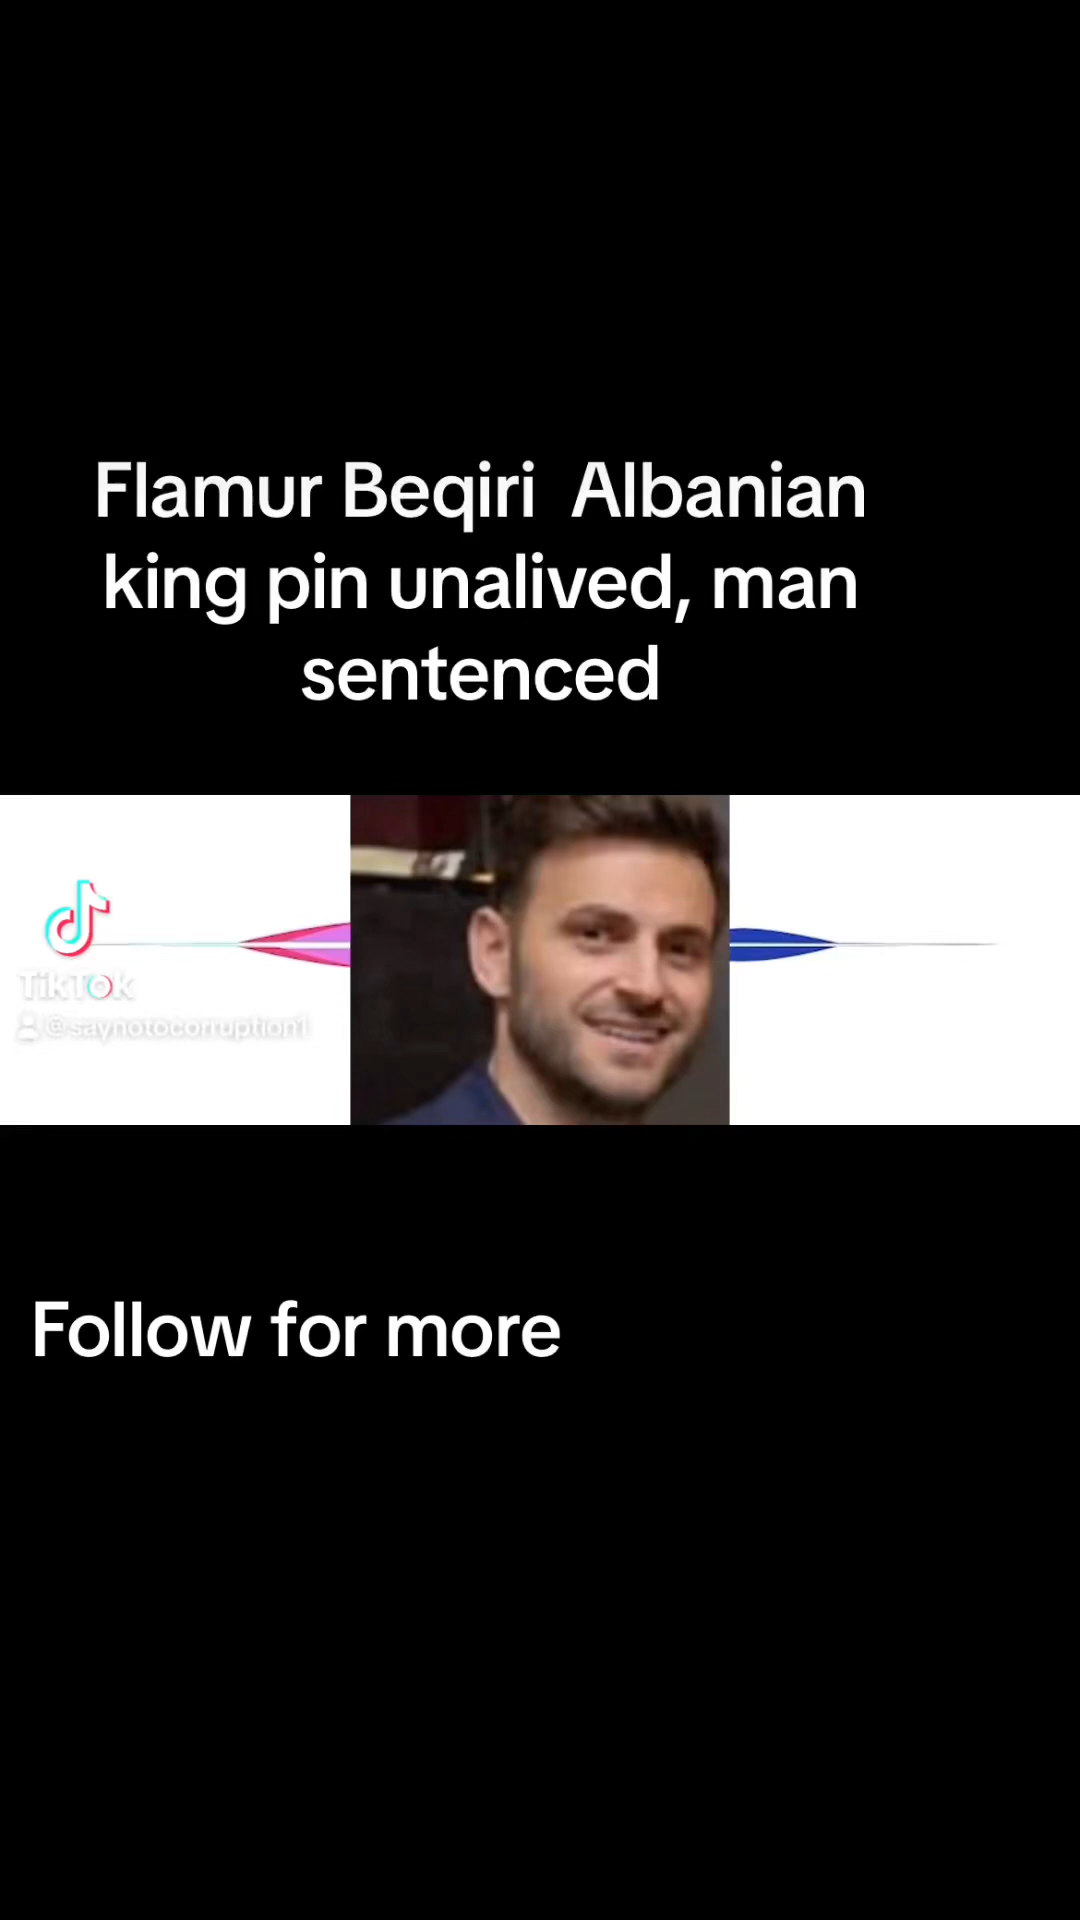 Flamur Beqiri  Albanian
king pin unalived, man
sentenced
TikTok
@saynotocorruption1
Follow for more